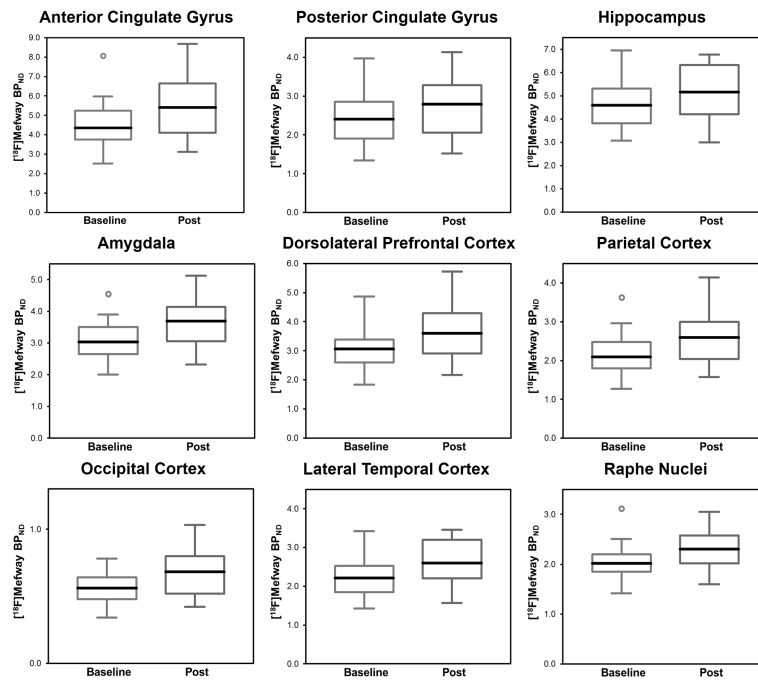 Anterior Cingulate Gyrus
[18F]Mefway BPND
9.0
8.0
7.0
6.0
5.0
4.0
3.0
2.0
1.0
0.0
Baseline Post
Posterior Cingulate Gyrus
[18F]Mefway BPND
4.0
3.0
2.0
1.0
0.0
Baseline Post
Hippocampus
[18F]Mefway BPND
7.0
6.0
5.0
4.0
3.0
2.0
1.0
0.0
Baseline Post
Amygdala
[18F]Mefway BPND
5.0
4.0
3.0
2.0
1.0
0.0
Baseline Post
Dorsolateral Prefrontal Cortex
[18F]Mefway BPND
6.0
5.0
4.0
3.0
2.0
1.0
0.0
Baseline Post
Parietal Cortex
[18F]Mefway BPND
4.0
3.0
2.0
1.0
0.0
Baseline Post
Occipital Cortex
[18F]Mefway BPND
1.0
0.0
Baseline Post
Lateral Temporal Cortex
[18F]Mefway BPND
4.0
3.0
2.0
1.0
0.0
Baseline Post
Raphe Nuclei
[18F]Mefway BPND
3.0
2.0
1.0
0.0
Baseline Post